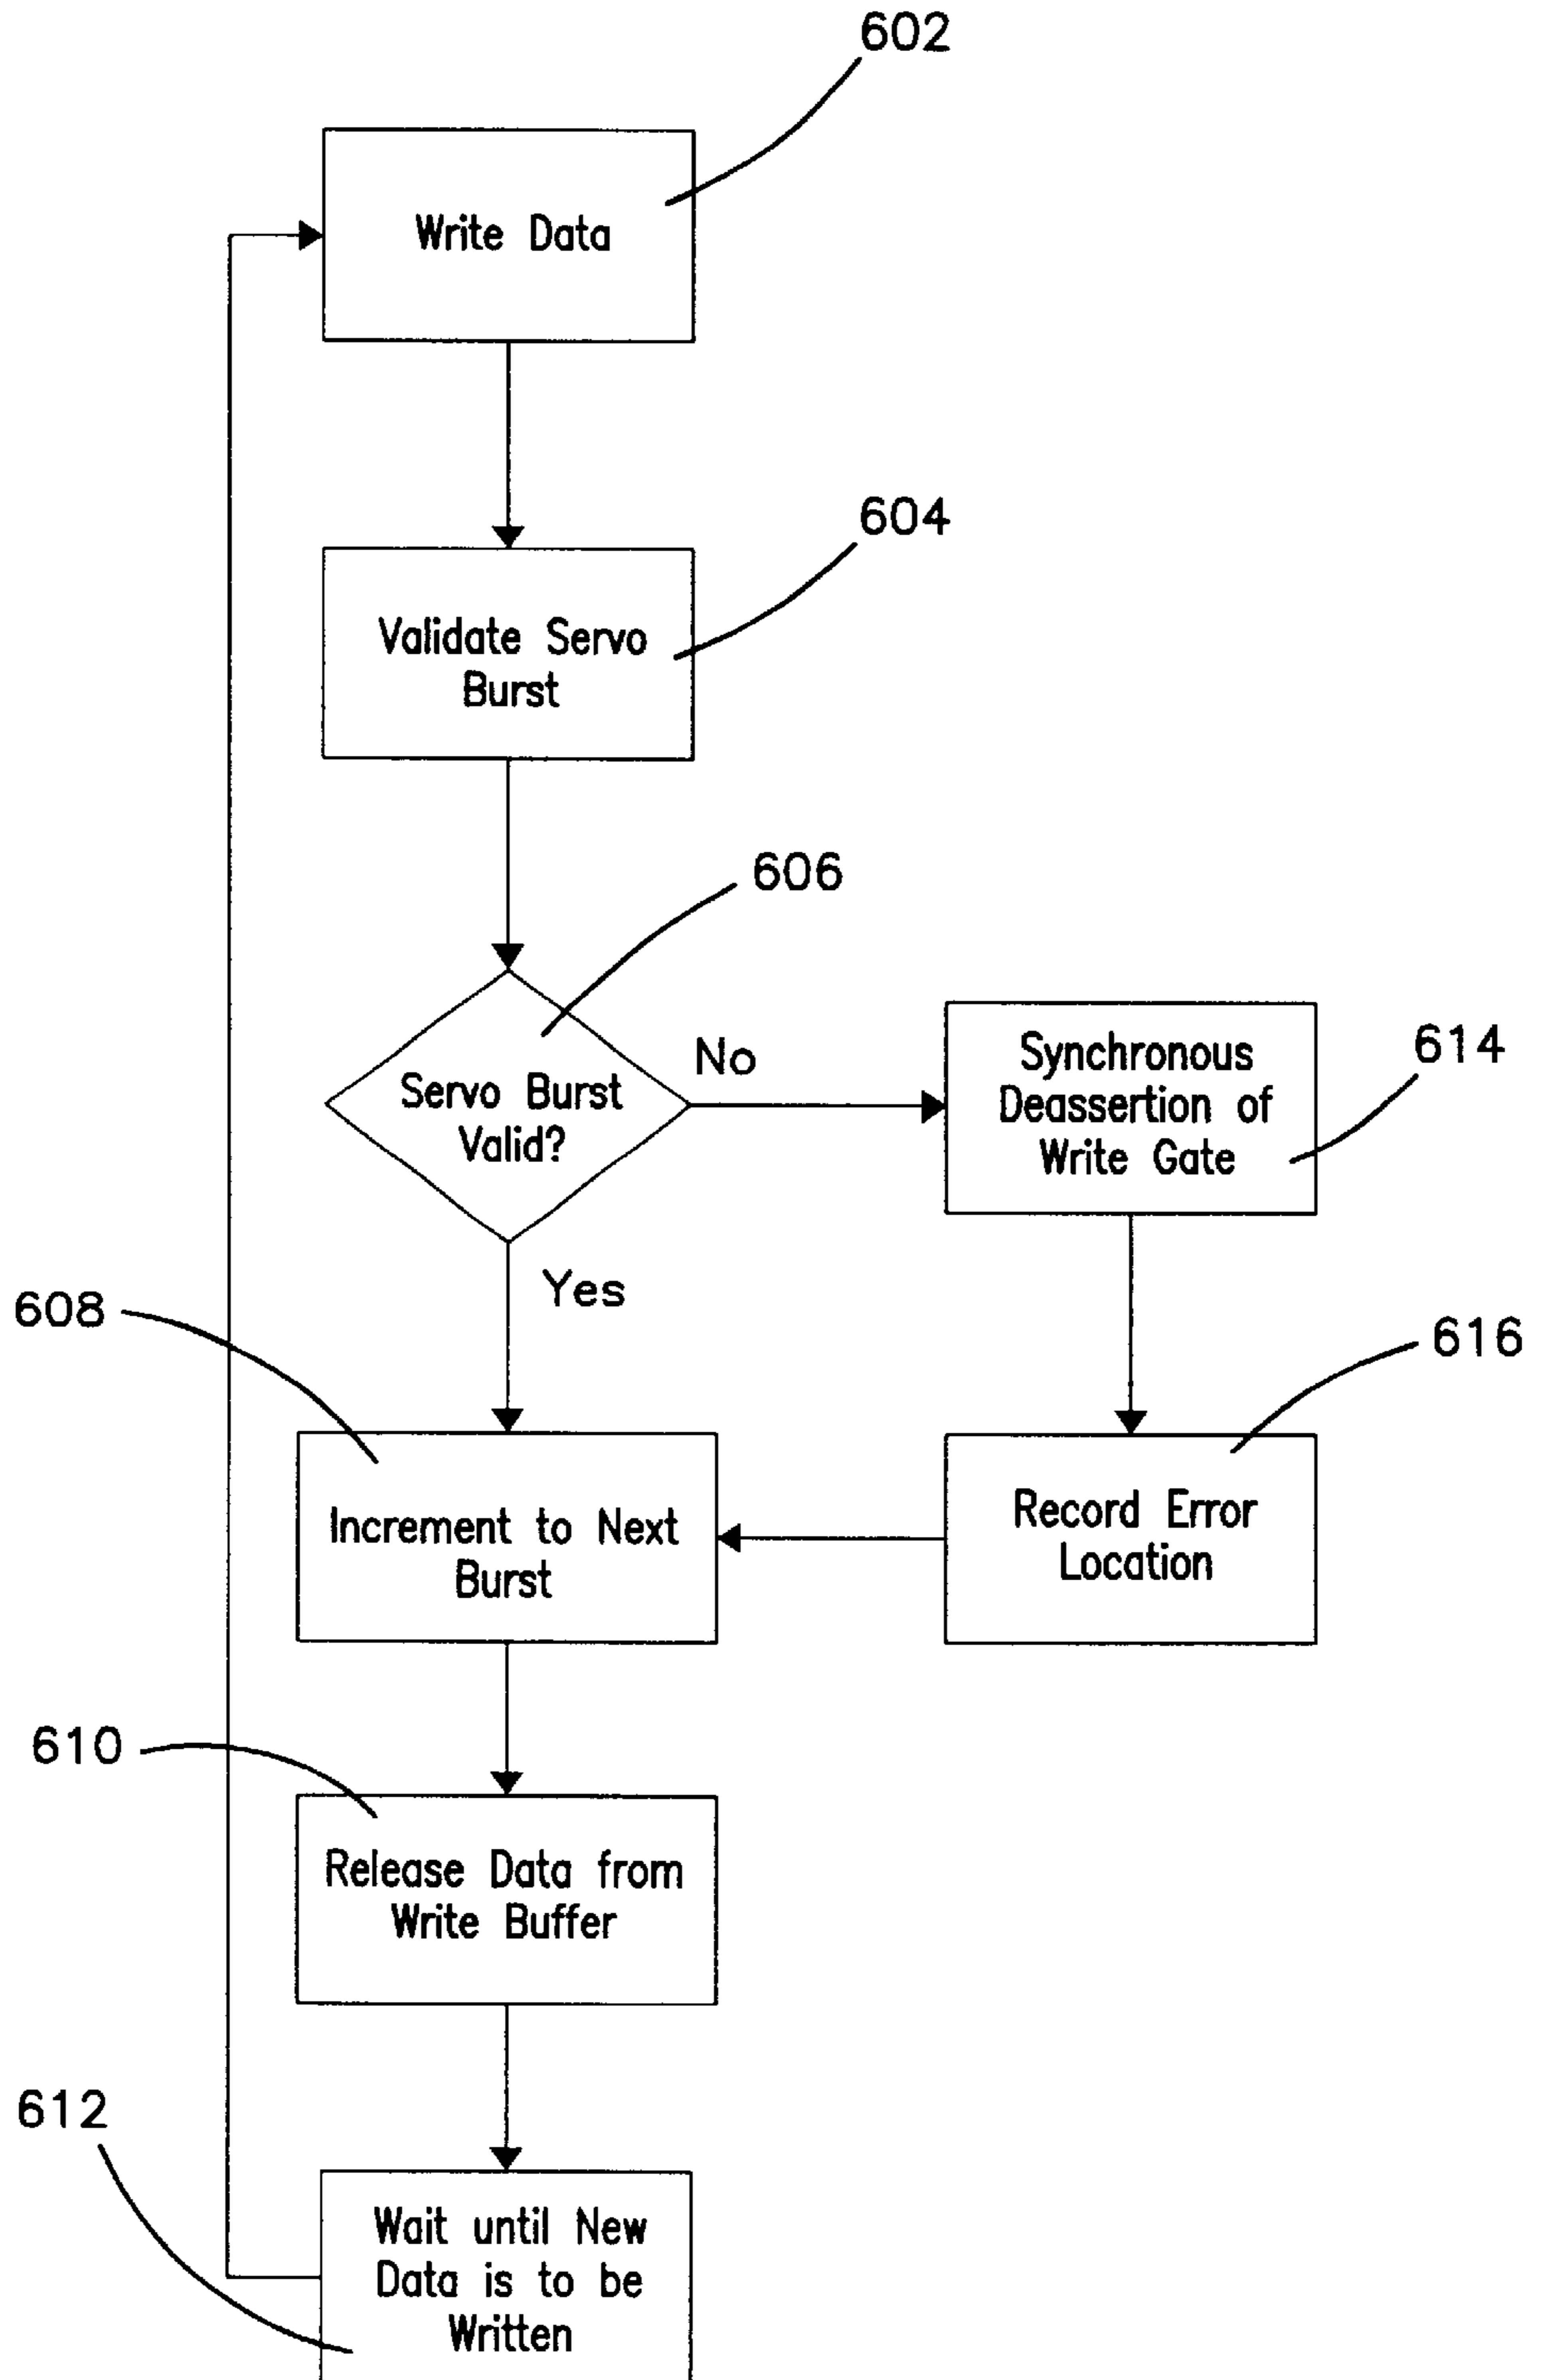 602
Write Data
604
Validate Servo
Burst
606
Servo Burst
Valid?
No
Synchronous
Deassertion of
Write Gate
614
Yes
608
Increment to Next
Burst
616
Record Error
Location
610
Release Data from
Write Buffer
612
Wait until New
Data is to be
Written